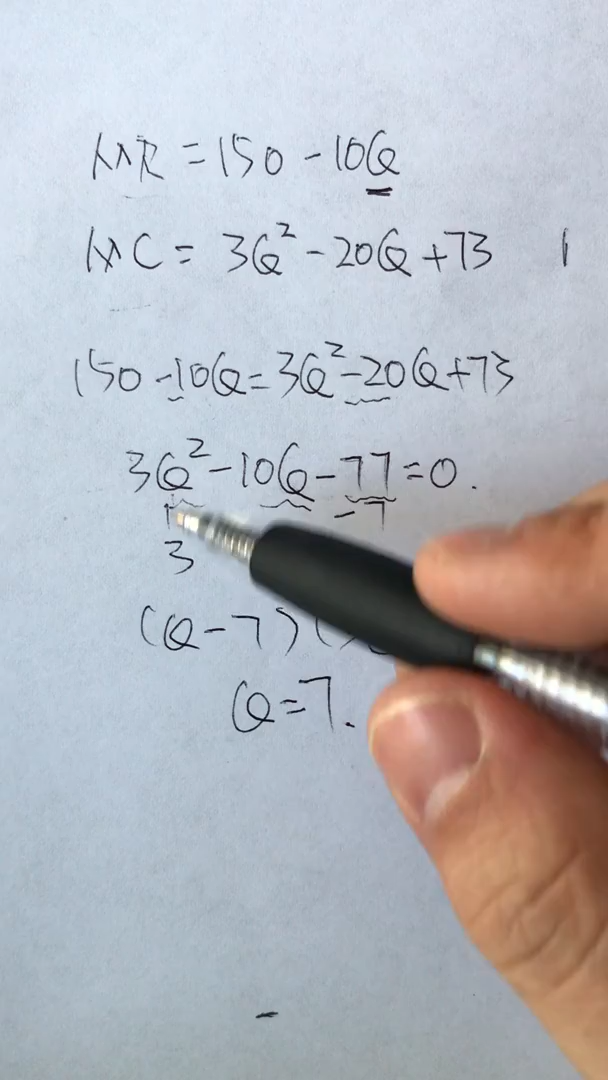 MR = 150 - 10Q
MC = 3Q² - 20Q + 73
150 - 10Q = 3Q² - 20Q + 73
3Q² - 10Q - 77 = 0.
-7
3
(Q - 7) (
Q = 7.